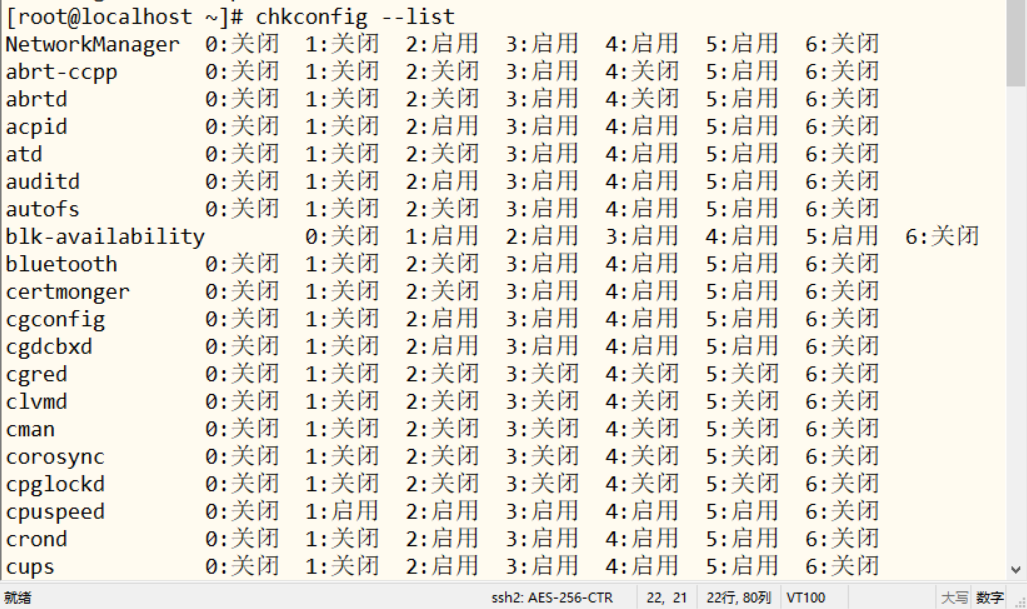 [root@localhost ~]# chkconfig --list
NetworkManager  0:关闭  1:关闭  2:启用  3:启用  4:启用  5:启用  6:关闭
abrt-ccpp       0:关闭  1:关闭  2:关闭  3:启用  4:关闭  5:启用  6:关闭
abrtd           0:关闭  1:关闭  2:关闭  3:启用  4:关闭  5:启用  6:关闭
acpid           0:关闭  1:关闭  2:启用  3:启用  4:启用  5:启用  6:关闭
atd             0:关闭  1:关闭  2:关闭  3:启用  4:启用  5:启用  6:关闭
auditd          0:关闭  1:关闭  2:启用  3:启用  4:启用  5:启用  6:关闭
autofs          0:关闭  1:关闭  2:关闭  3:启用  4:启用  5:启用  6:关闭
blk-availability        0:关闭  1:启用  2:启用  3:启用  4:启用  5:启用  6:关闭
bluetooth       0:关闭  1:关闭  2:关闭  3:启用  4:启用  5:启用  6:关闭
certmonger      0:关闭  1:关闭  2:关闭  3:启用  4:启用  5:启用  6:关闭
cgconfig        0:关闭  1:关闭  2:启用  3:启用  4:启用  5:启用  6:关闭
cgdcbxd         0:关闭  1:关闭  2:启用  3:启用  4:启用  5:启用  6:关闭
cgred           0:关闭  1:关闭  2:关闭  3:关闭  4:关闭  5:关闭  6:关闭
clvmd           0:关闭  1:关闭  2:关闭  3:关闭  4:关闭  5:关闭  6:关闭
cman            0:关闭  1:关闭  2:关闭  3:关闭  4:关闭  5:关闭  6:关闭
corosync        0:关闭  1:关闭  2:关闭  3:关闭  4:关闭  5:关闭  6:关闭
cpglockd        0:关闭  1:关闭  2:关闭  3:关闭  4:关闭  5:关闭  6:关闭
cpuspeed        0:关闭  1:启用  2:启用  3:启用  4:启用  5:启用  6:关闭
crond           0:关闭  1:关闭  2:启用  3:启用  4:启用  5:启用  6:关闭
cups            0:关闭  1:关闭  2:启用  3:启用  4:启用  5:启用  6:关闭
就绪 ssh2: AES-256-CTR 22, 21 22行, 80列 VT100 大写 数字